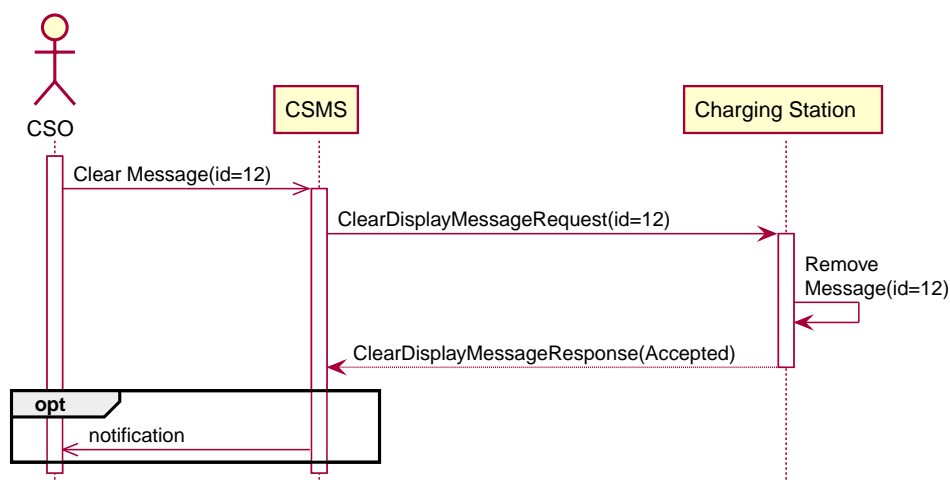 CSO
CSMS
Charging Station
Clear Message(id=12)
ClearDisplayMessageRequest(id=12)
Remove
Message(id=12)
ClearDisplayMessageResponse(Accepted)
opt
notification